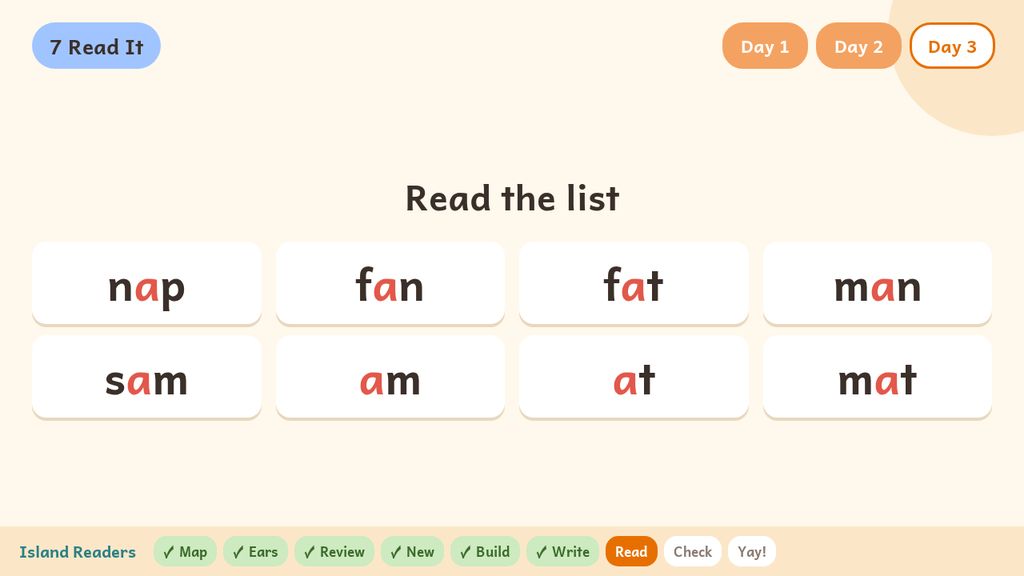 7 Read It
Day 1 Day 2 Day 3
Read the list
nap fan fat man
sam am at mat
Island Readers ✓ Map ✓ Ears ✓ Review ✓ New ✓ Build ✓ Write Read Check Yay!